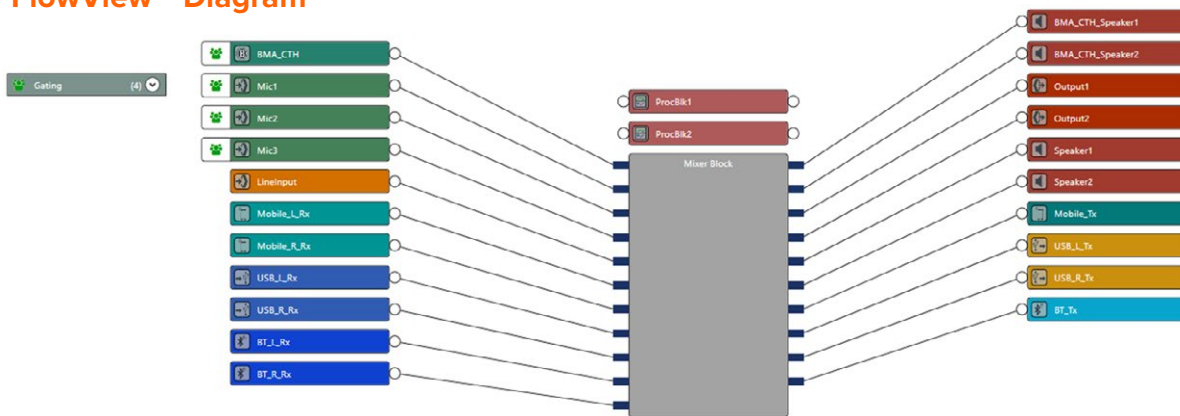 FlowView™ Diagram
Gating (4)
BMA_CTH
Mic1
Mic2
Mic3
LineInput
Mobile_L_Rx
Mobile_R_Rx
USB_L_Rx
USB_R_Rx
BT_L_Rx
BT_R_Rx
ProcBlk1
ProcBlk2
Mixer Block
BMA_CTH_Speaker1
BMA_CTH_Speaker2
Output1
Output2
Speaker1
Speaker2
Mobile_Tx
USB_L_Tx
USB_R_Tx
BT_Tx